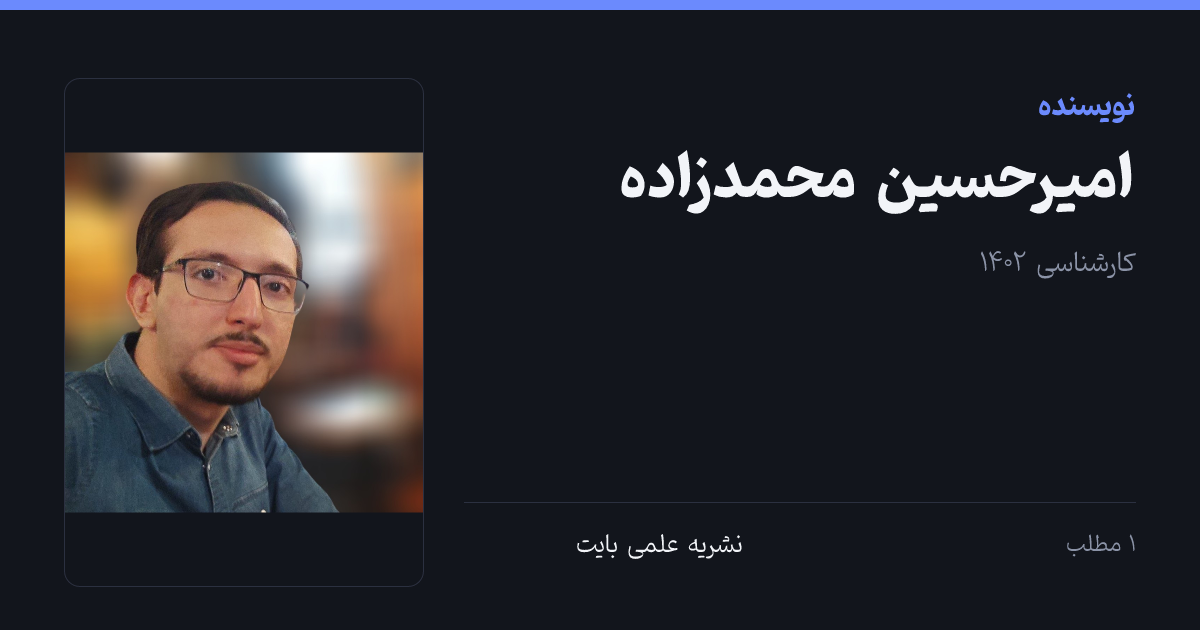 نویسنده
امیرحسین محمدزاده
کارشناسی ۱۴۰۲
۱ مطلب
نشریه علمی بایت